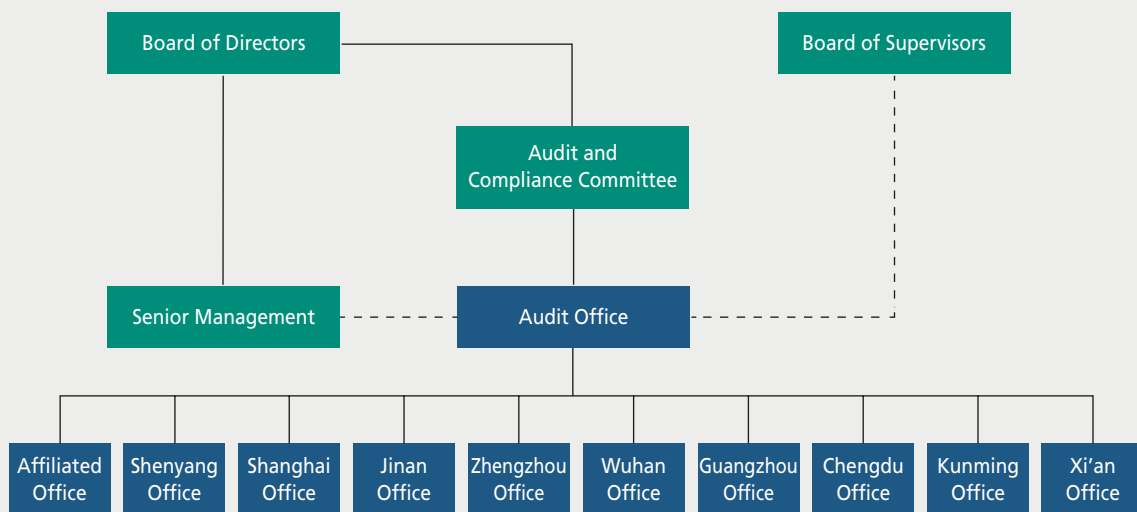 Board of Directors
Board of Supervisors
Audit and
Compliance Committee
Senior Management
Audit Office
Affiliated
Office
Shenyang
Office
Shanghai
Office
Jinan
Office
Zhengzhou
Office
Wuhan
Office
Guangzhou
Office
Chengdu
Office
Kunming
Office
Xi’an
Office